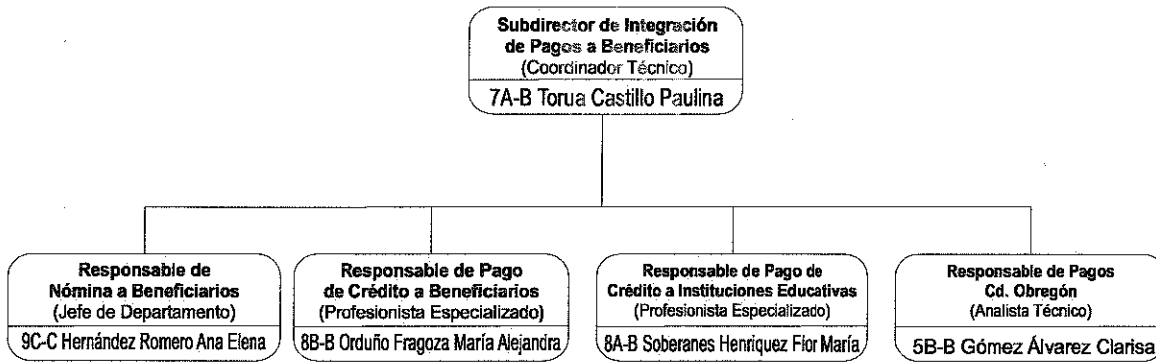 Subdirector de Integración
de Pagos a Beneficiarios
(Coordinador Técnico)
7A-B Torua Castillo Paulina
Responsable de
Nómina a Beneficiarios
(Jefe de Departamento)
9C-C Hernández Romero Ana Elena
Responsable de Pago
de Crédito a Beneficiarios
(Profesionista Especializado)
8B-B Orduño Fragoza María Alejandra
Responsable de Pago de
Crédito a Instituciones Educativas
(Profesionista Especializado)
8A-B Soberanes Henriquez Flor María
Responsable de Pagos
Cd. Obregón
(Analista Técnico)
5B-B Gómez Álvarez Clarisa